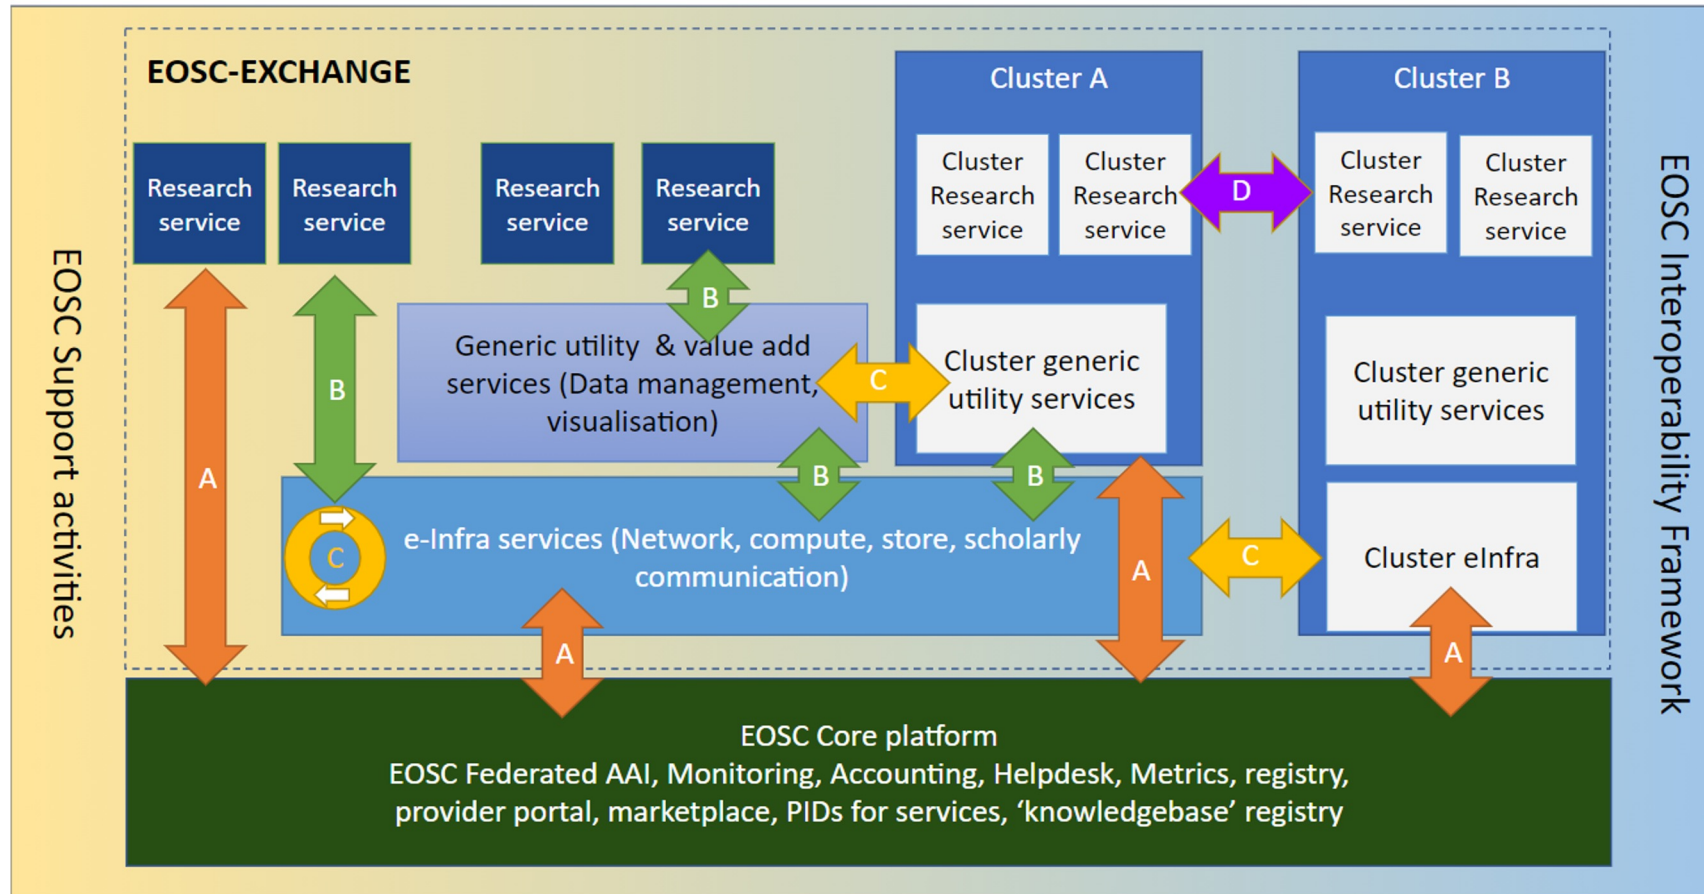 EOSC-EXCHANGE
Cluster A
Cluster B
Research
service
Research
service
Research
service
Research
service
Cluster
Research
service
Cluster
Research
service
D
Cluster
Research
service
Cluster
Research
service
EOSC Support activities
EOSC Interoperability Framework
B
B
A
Generic utility & value add
services (Data management,
visualisation)
C
Cluster generic
utility services
Cluster generic
utility services
B
B
C
e-Infra services (Network, compute, store, scholarly
communication)
A
C
Cluster eInfra
A
A
EOSC Core platform
EOSC Federated AAI, Monitoring, Accounting, Helpdesk, Metrics, registry,
provider portal, marketplace, PIDs for services, ‘knowledgebase’ registry